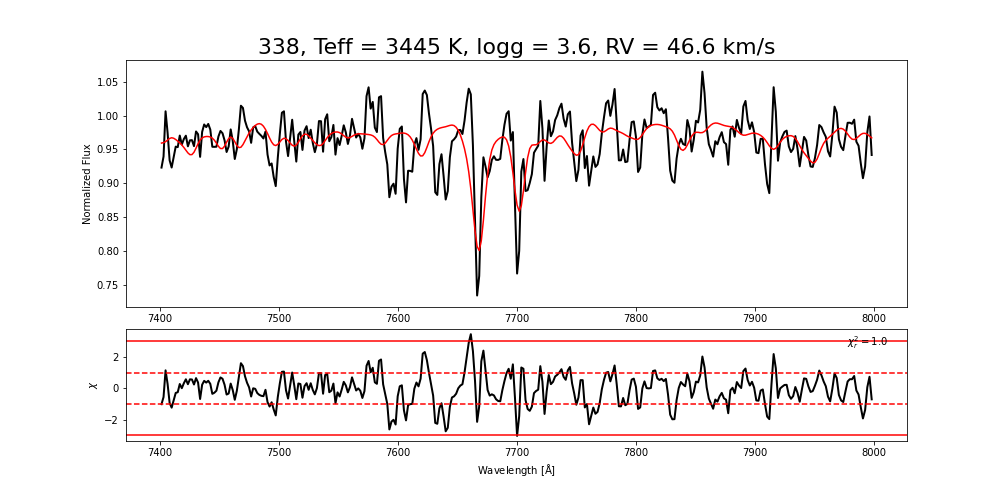 338, Teff = 3445 K, logg = 3.6, RV = 46.6 km/s
Normalized Flux
1.05
1.00
0.95
0.90
0.85
0.80
0.75
7400 7500 7600 7700 7800 7900 8000
χ
2
0
−2
χ²ᵣ = 1.0
7400 7500 7600 7700 7800 7900 8000
Wavelength [Å]